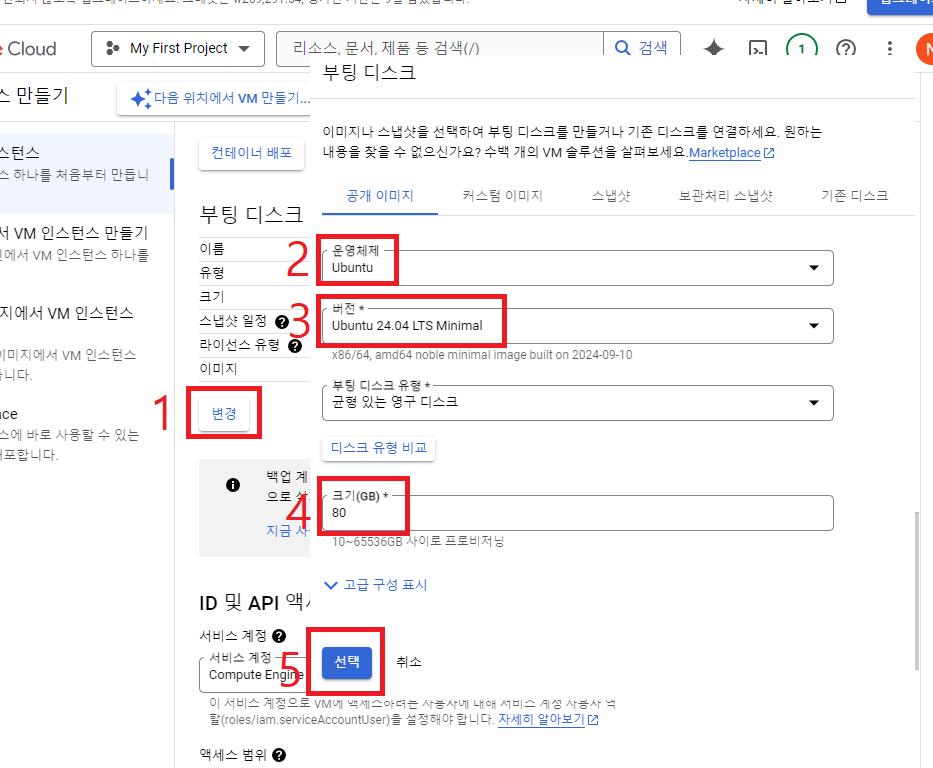 자세히 알아보기
Cloud
My First Project
리소스, 문서, 제품 등 검색(/)
검색
1
N
스 만들기
다음 위치에서 VM 만들기...
부팅 디스크
이미지나 스냅샷을 선택하여 부팅 디스크를 만들거나 기존 디스크를 연결하세요. 원하는
내용을 찾을 수 없으신가요? 수백 개의 VM 솔루션을 살펴보세요.Marketplace
공개 이미지
커스텀 이미지
스냅샷
보관처리 스냅샷
기존 디스크
스턴스
스 하나를 처음부터 만듭니
서 VM 인스턴스 만들기
에서 VM 인스턴스 하나를
지에서 VM 인스턴스
이미지에서 VM 인스턴스
니다.
ace
스에 바로 사용할 수 있는
포합니다.
컨테이너 배포
부팅 디스크
이름
유형
크기
스냅샷 일정
라이선스 유형
이미지
1
변경
2
운영체제
Ubuntu
3
버전 *
Ubuntu 24.04 LTS Minimal
x86/64, amd64 noble minimal image built on 2024-09-10
부팅 디스크 유형 *
균형 있는 영구 디스크
디스크 유형 비교
백업 계
으로 실
지금 사
4
크기(GB) *
80
10~65536GB 사이로 프로비저닝
고급 구성 표시
ID 및 API 액세
서비스 계정
서비스 계정
Compute Engine
5
선택
취소
이 서비스 계정으로 VM에 액세스하려는 사용자에 대해 서비스 계정 사용자 역
할(roles/iam.serviceAccountUser)을 설정해야 합니다. 자세히 알아보기
액세스 범위